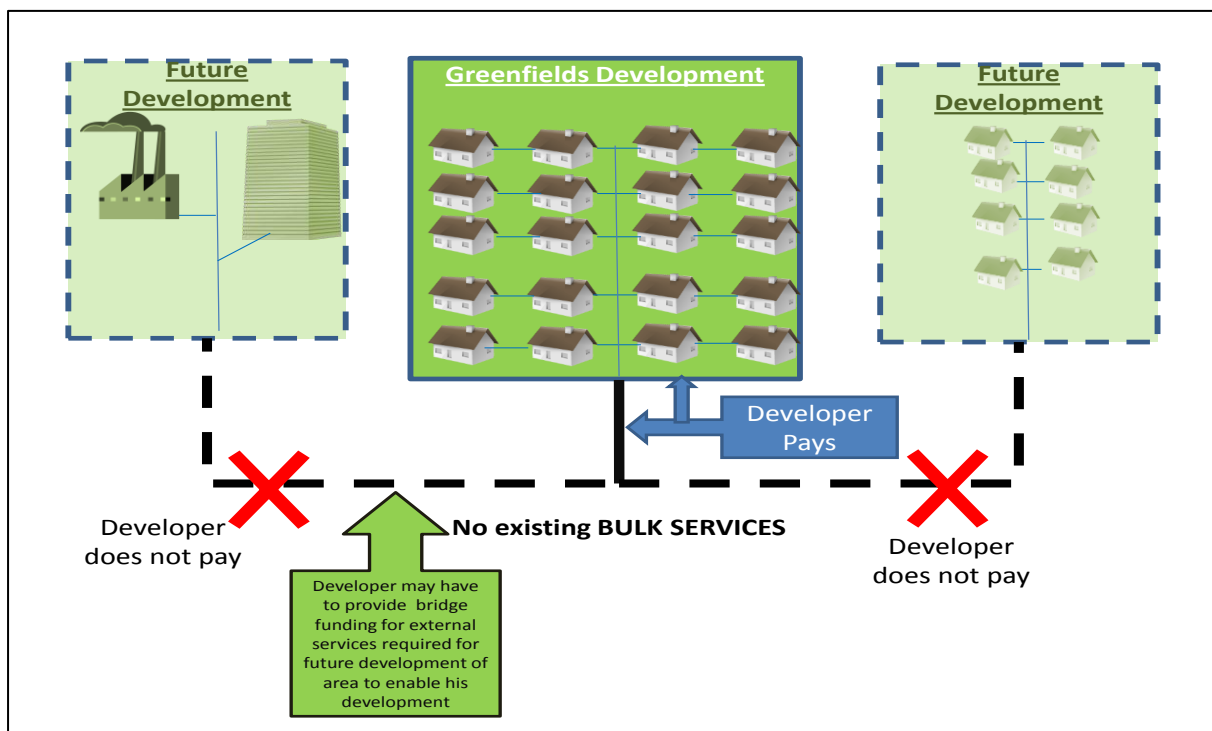 Future
Development
Greenfields Development
Future
Development
Developer
Pays
Developer
does not pay
No existing BULK SERVICES
Developer
does not pay
Developer may have
to provide  bridge
funding for external
services required for
future development of
area to enable his
development